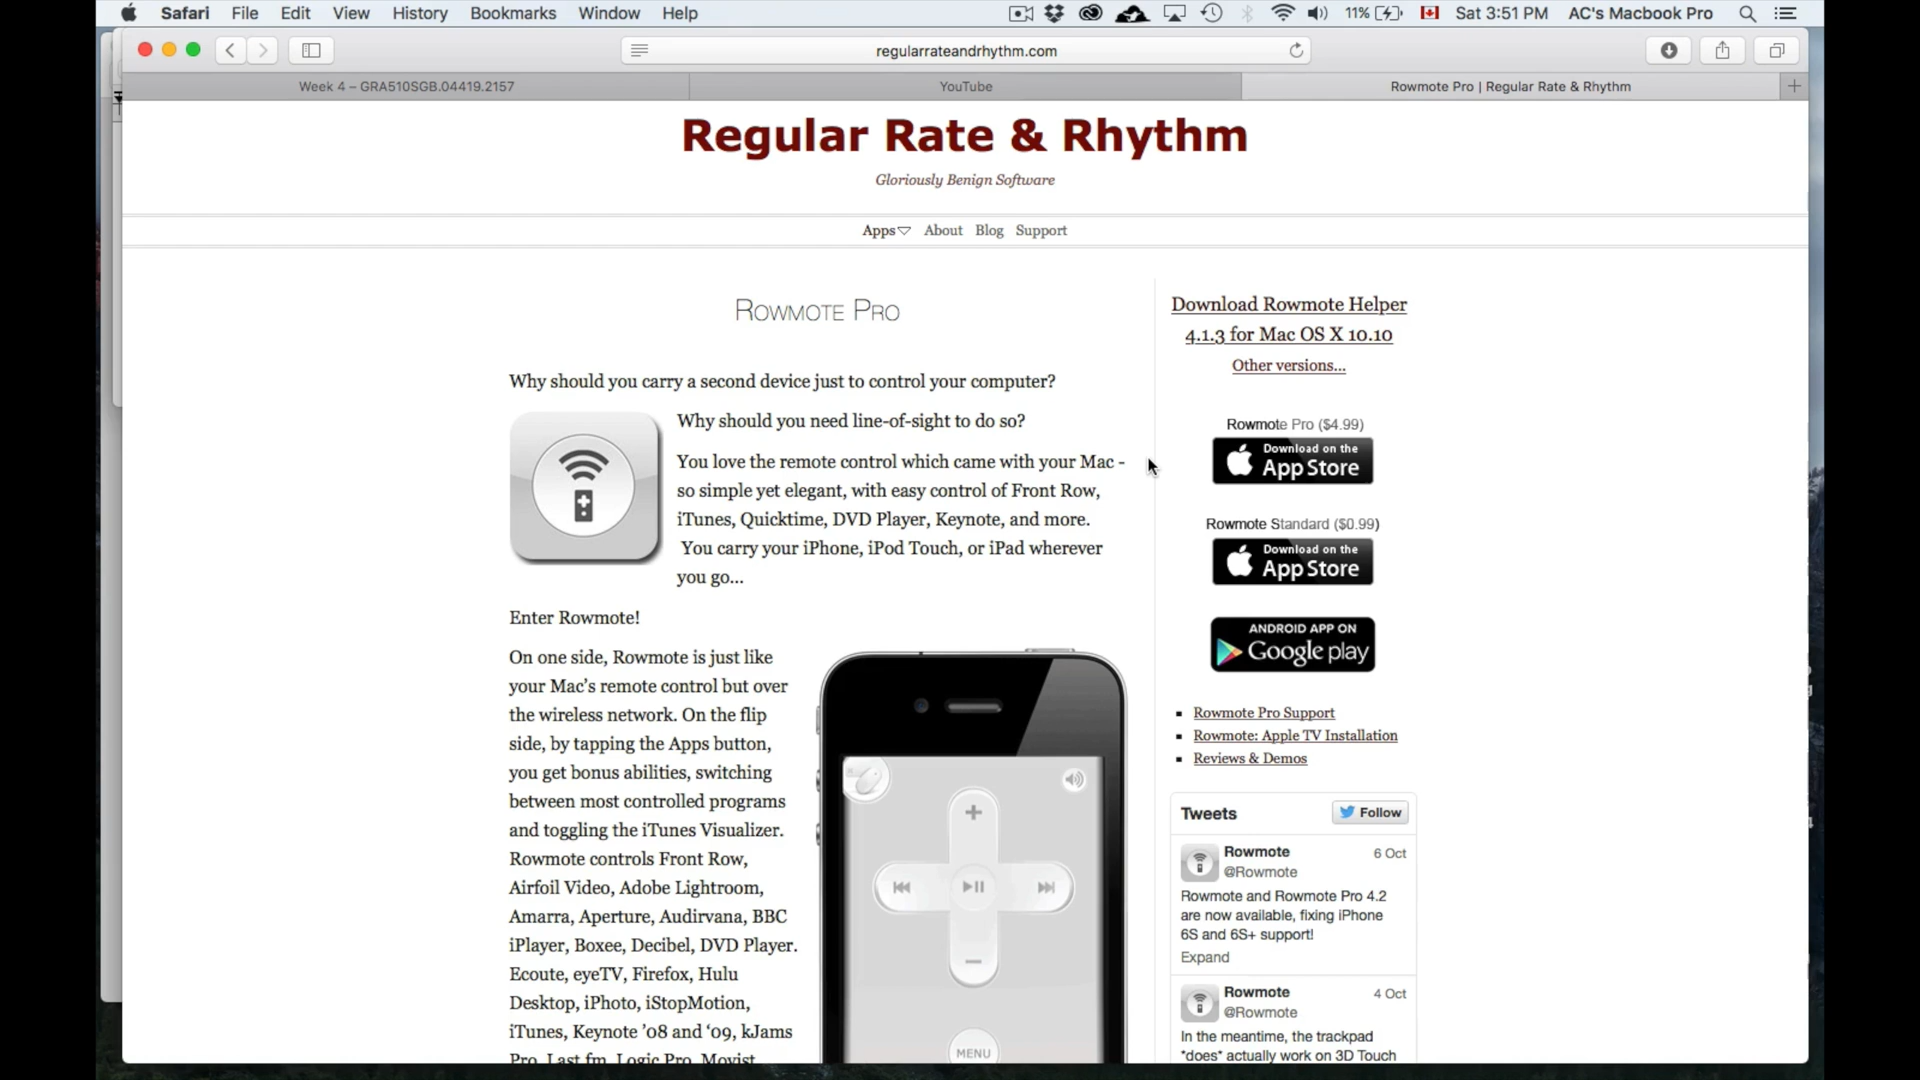 Safari File Edit View History Bookmarks Window Help 11% Sat 3:51 PM AC's Macbook Pro
regularrateandrhythm.com
Week 4 – GRA510SGB.04419.2157 YouTube Rowmote Pro | Regular Rate & Rhythm
Regular Rate & Rhythm
Gloriously Benign Software
Apps About Blog Support
Rowmote Pro
Why should you carry a second device just to control your computer?
Why should you need line-of-sight to do so?
You love the remote control which came with your Mac -
so simple yet elegant, with easy control of Front Row,
iTunes, Quicktime, DVD Player, Keynote, and more.
You carry your iPhone, iPod Touch, or iPad wherever
you go...
Enter Rowmote!
On one side, Rowmote is just like
your Mac's remote control but over
the wireless network. On the flip
side, by tapping the Apps button,
you get bonus abilities, switching
between most controlled programs
and toggling the iTunes Visualizer.
Rowmote controls Front Row,
Airfoil Video, Adobe Lightroom,
Amarra, Aperture, Audirvana, BBC
iPlayer, Boxee, Decibel, DVD Player.
Ecoute, eyeTV, Firefox, Hulu
Desktop, iPhoto, iStopMotion,
iTunes, Keynote '08 and '09, kJams
Pro, Last.fm, Logic Pro, Movist,
MENU
Download Rowmote Helper
4.1.3 for Mac OS X 10.10
Other versions...
Rowmote Pro ($4.99)
Download on the
App Store
Rowmote Standard ($0.99)
Download on the
App Store
ANDROID APP ON
Google play
Rowmote Pro Support
Rowmote: Apple TV Installation
Reviews & Demos
Tweets Follow
Rowmote 6 Oct
@Rowmote
Rowmote and Rowmote Pro 4.2
are now available, fixing iPhone
6S and 6S+ support!
Expand
Rowmote 4 Oct
@Rowmote
In the meantime, the trackpad
*does* actually work on 3D Touch